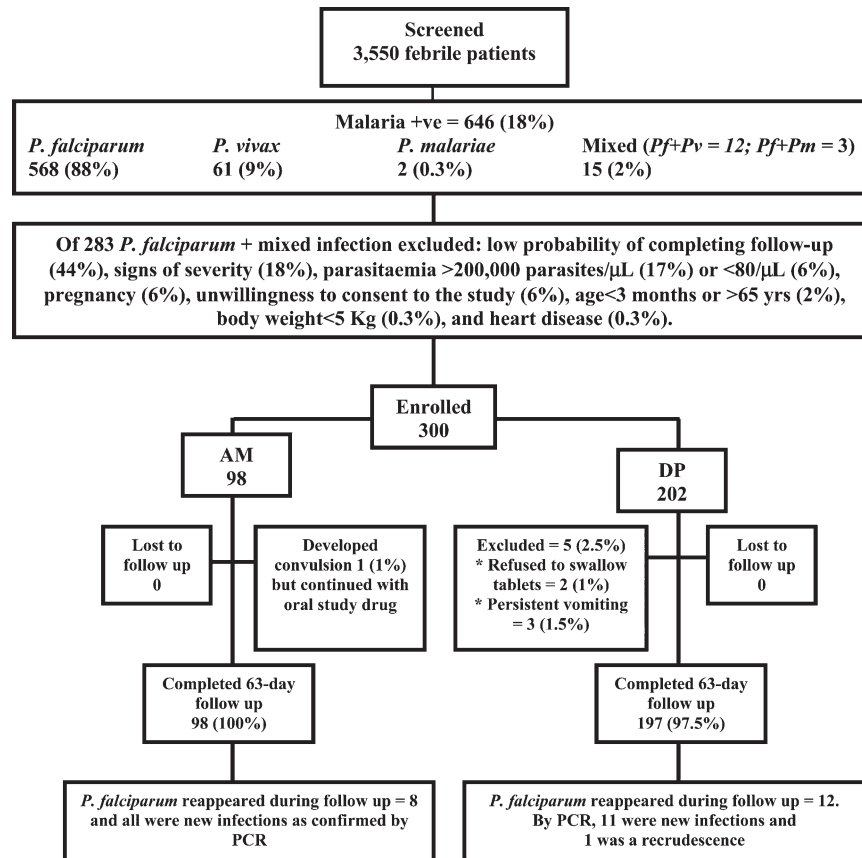 Screened
3,550 febrile patients
Malaria +ve = 646 (18%)
P. falciparum P. vivax P. malariae Mixed (Pf+Pv = 12; Pf+Pm = 3)
568 (88%) 61 (9%) 2 (0.3%) 15 (2%)
Of 283 P. falciparum + mixed infection excluded: low probability of completing follow-up
(44%), signs of severity (18%), parasitaemia >200,000 parasites/μL (17%) or <80/μL (6%),
pregnancy (6%), unwillingness to consent to the study (6%), age<3 months or >65 yrs (2%),
body weight<5 Kg (0.3%), and heart disease (0.3%).
Enrolled
300
AM
98
DP
202
Lost to
follow up
0
Developed
convulsion 1 (1%)
but continued with
oral study drug
Excluded = 5 (2.5%)
* Refused to swallow
tablets = 2 (1%)
* Persistent vomiting
= 3 (1.5%)
Lost to
follow up
0
Completed 63-day
follow up
98 (100%)
Completed 63-day
follow up
197 (97.5%)
P. falciparum reappeared during follow up = 8
and all were new infections as confirmed by
PCR
P. falciparum reappeared during follow up = 12.
By PCR, 11 were new infections and
1 was a recrudescence